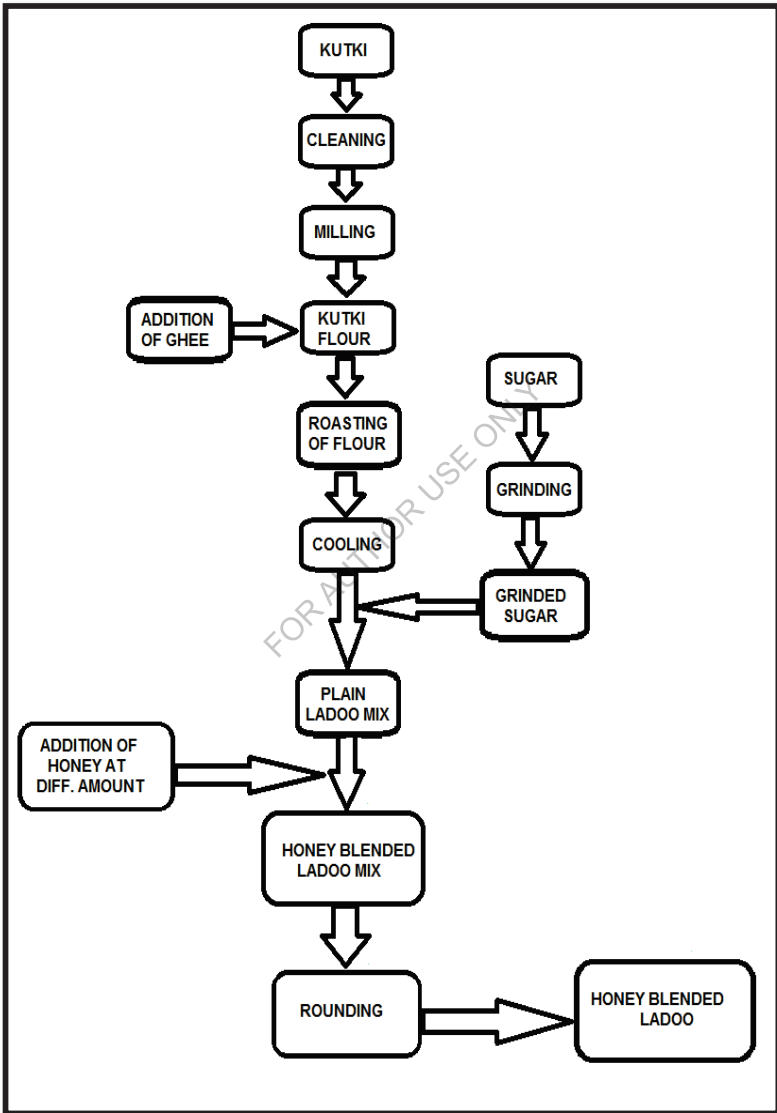 KUTKI
CLEANING
MILLING
ADDITION
OF GHEE
KUTKI
FLOUR
SUGAR
ROASTING
OF FLOUR
GRINDING
COOLING
GRINDED
SUGAR
FOR AUTHOR USE ONLY
PLAIN
LADOO MIX
ADDITION OF
HONEY AT
DIFF. AMOUNT
HONEY BLENDED
LADOO MIX
ROUNDING
HONEY BLENDED
LADOO